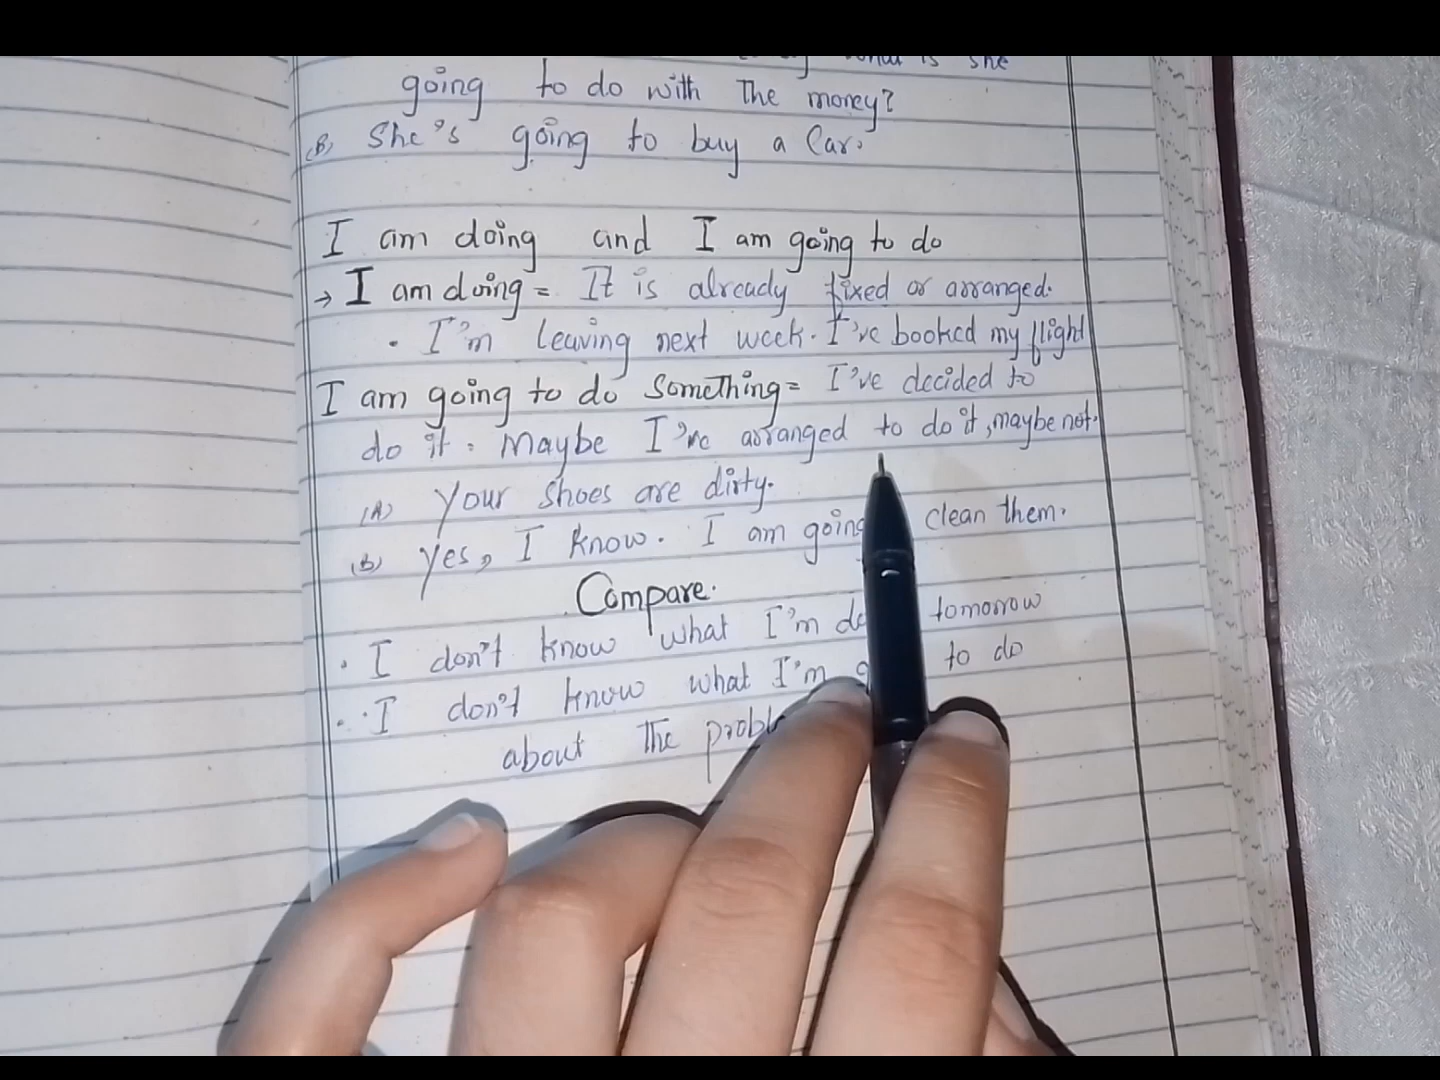 what is she
going to do with the money?
(B) She's going to buy a Car.
I am doing and I am going to do
→ I am doing = It is already fixed or arranged.
• I'm leaving next week. I've booked my flight
I am going to do something = I've decided to
do it. Maybe I've arranged to do it, maybe not.
(A) Your shoes are dirty.
(B) Yes, I know. I am going clean them.
Compare.
• I don't know what I'm tomorrow
• • I don't know what I'm to do
about the